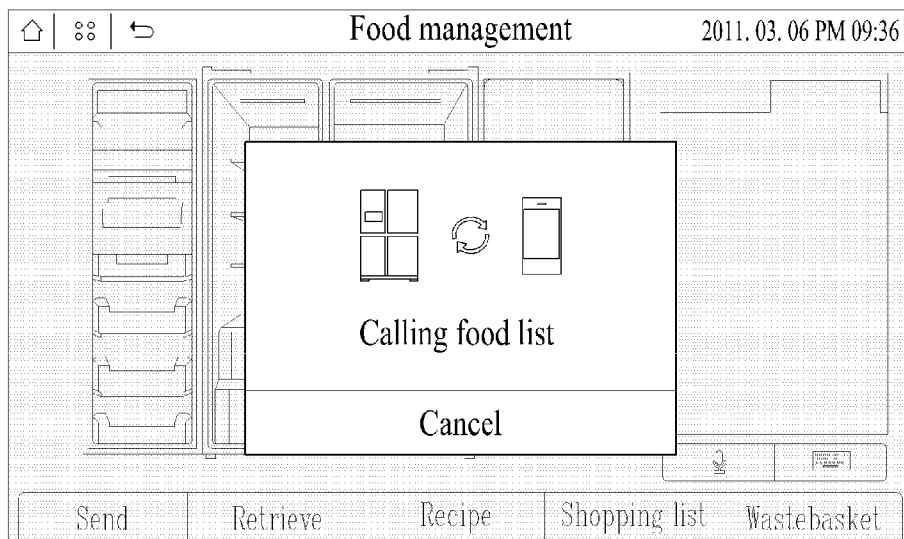 Food management 2011. 03. 06 PM 09:36
Calling food list
Cancel
Send Retrieve Recipe Shopping list Wastebasket